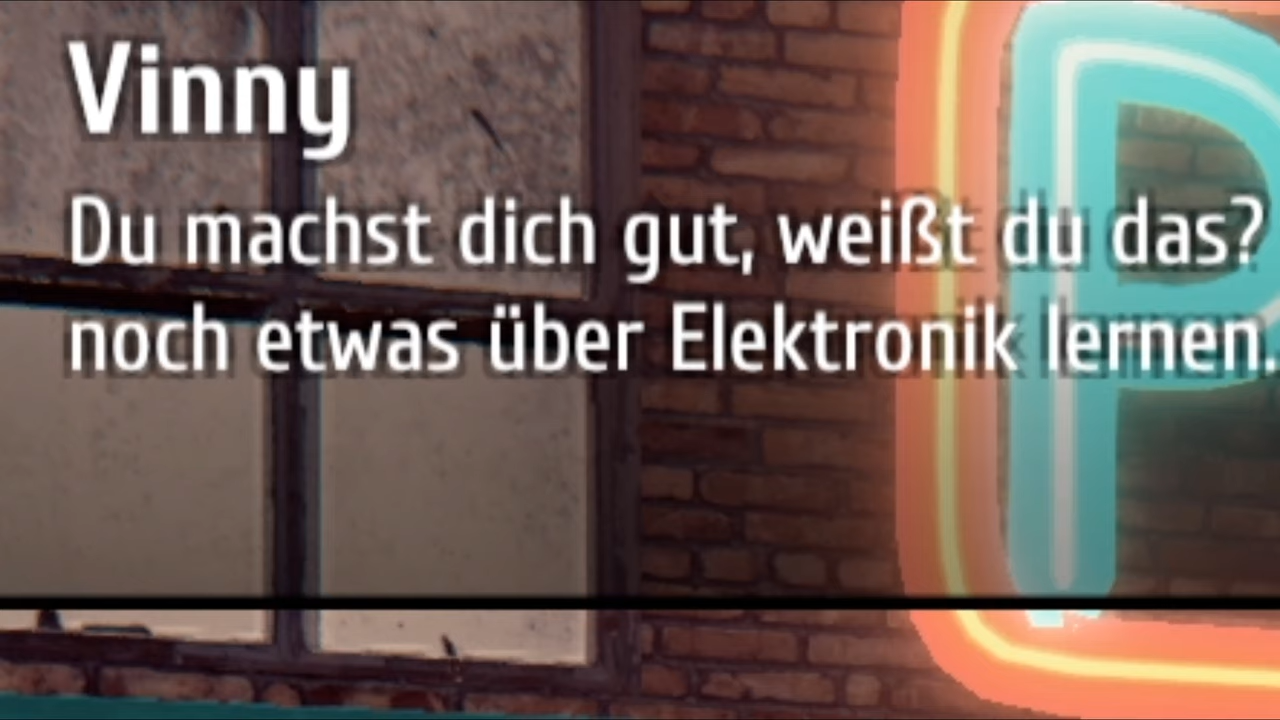 Vinny
Du machst dich gut, weißt du das?
noch etwas über Elektronik lernen.
P